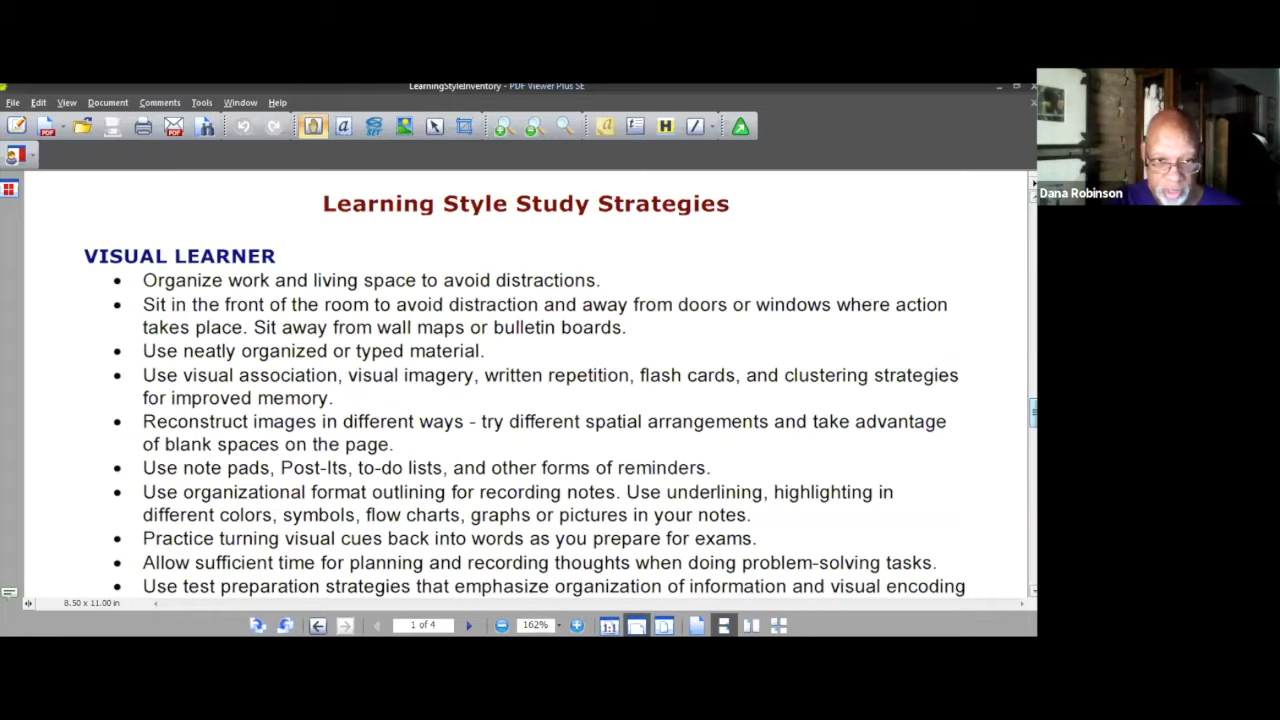 LearningStyleInventory - PDF Viewer Plus SE
File Edit View Document Comments Tools Window Help
Learning Style Study Strategies
VISUAL LEARNER
• Organize work and living space to avoid distractions.
• Sit in the front of the room to avoid distraction and away from doors or windows where action
takes place. Sit away from wall maps or bulletin boards.
• Use neatly organized or typed material.
• Use visual association, visual imagery, written repetition, flash cards, and clustering strategies
for improved memory.
• Reconstruct images in different ways - try different spatial arrangements and take advantage
of blank spaces on the page.
• Use note pads, Post-Its, to-do lists, and other forms of reminders.
• Use organizational format outlining for recording notes. Use underlining, highlighting in
different colors, symbols, flow charts, graphs or pictures in your notes.
• Practice turning visual cues back into words as you prepare for exams.
• Allow sufficient time for planning and recording thoughts when doing problem-solving tasks.
• Use test preparation strategies that emphasize organization of information and visual encoding
8.50 x 11.00 in
1 of 4
162%
1:1
Dana Robinson